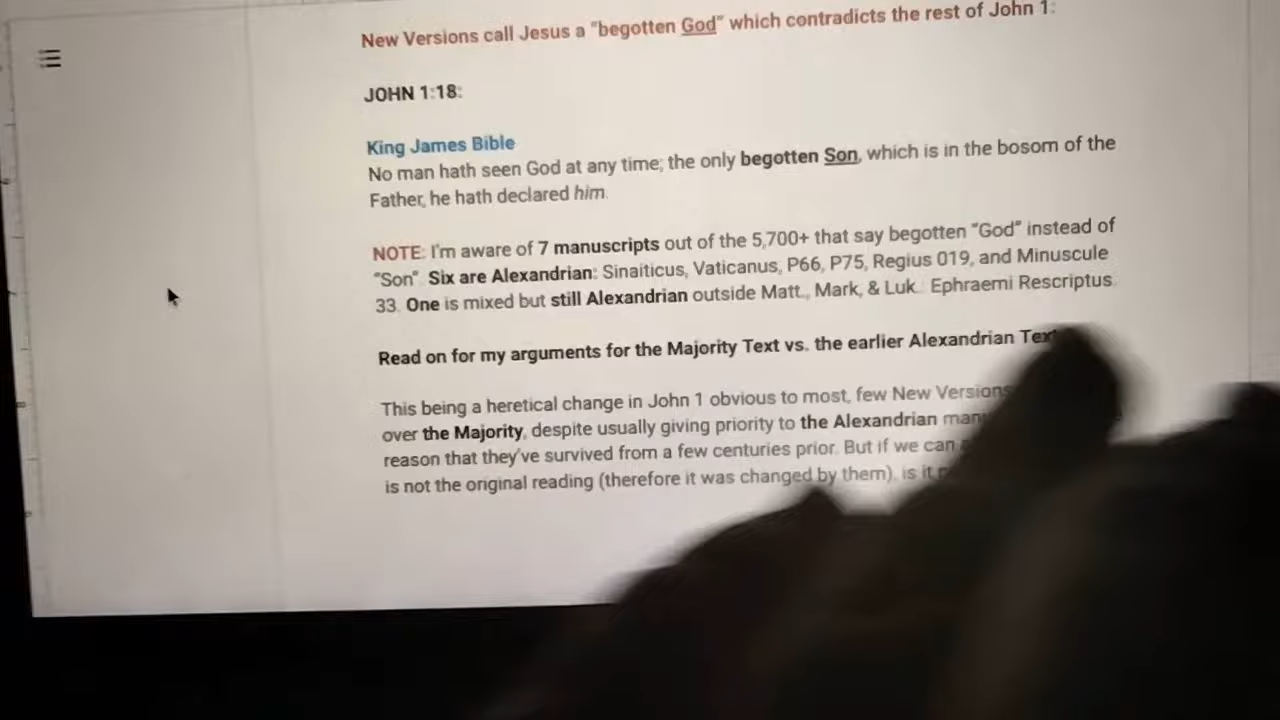 New Versions call Jesus a "begotten God" which contradicts the rest of John 1:
JOHN 1:18:
King James Bible
No man hath seen God at any time; the only begotten Son, which is in the bosom of the
Father, he hath declared him.
NOTE: I'm aware of 7 manuscripts out of the 5,700+ that say begotten "God" instead of
"Son". Six are Alexandrian: Sinaiticus, Vaticanus, P66, P75, Regius 019, and Minuscule
33. One is mixed but still Alexandrian outside Matt., Mark, & Luk. Ephraemi Rescriptus.
Read on for my arguments for the Majority Text vs. the earlier Alexandrian Text
This being a heretical change in John 1 obvious to most, few New Versions
over the Majority, despite usually giving priority to the Alexandrian
reason that they've survived from a few centuries prior. But if we can
is not the original reading (therefore it was changed by them), is it